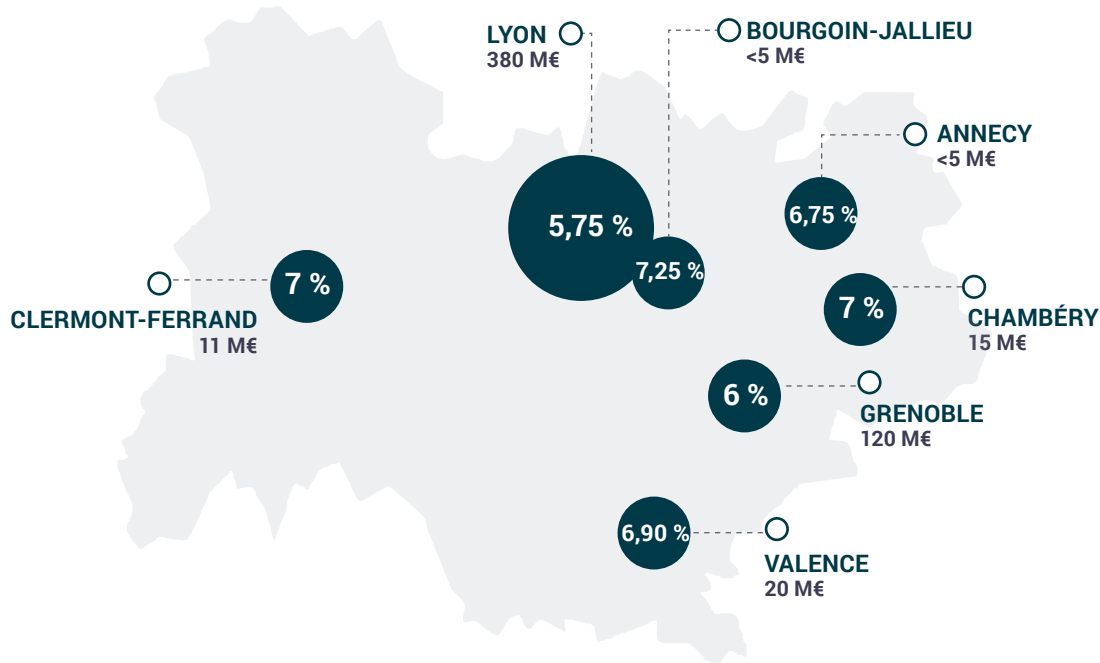 LYON
380 M€
BOURGOIN-JALLIEU
<5 M€
ANNECY
<5 M€
5,75 %
6,75 %
7,25 %
7 %
CLERMONT-FERRAND
11 M€
7 %
CHAMBÉRY
15 M€
6 %
GRENOBLE
120 M€
6,90 %
VALENCE
20 M€